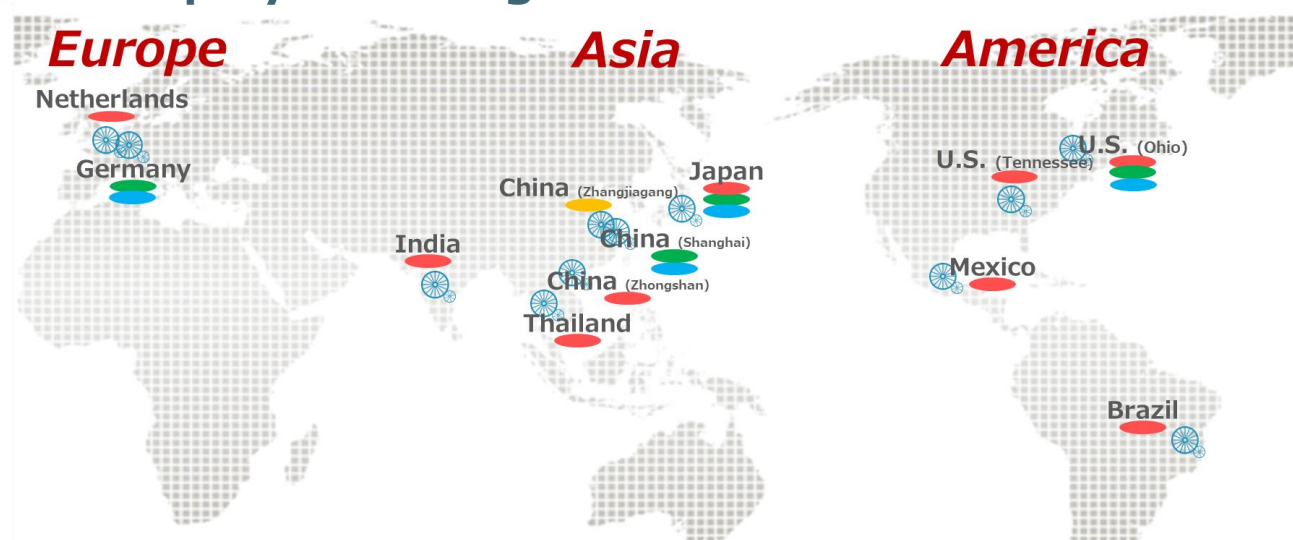 Europe
Asia
America
Netherlands
Germany
China (Zhangjiagang)
Japan
China (Shanghai)
India
China (Zhongshan)
Thailand
U.S. (Ohio)
U.S. (Tennessee)
Mexico
Brazil